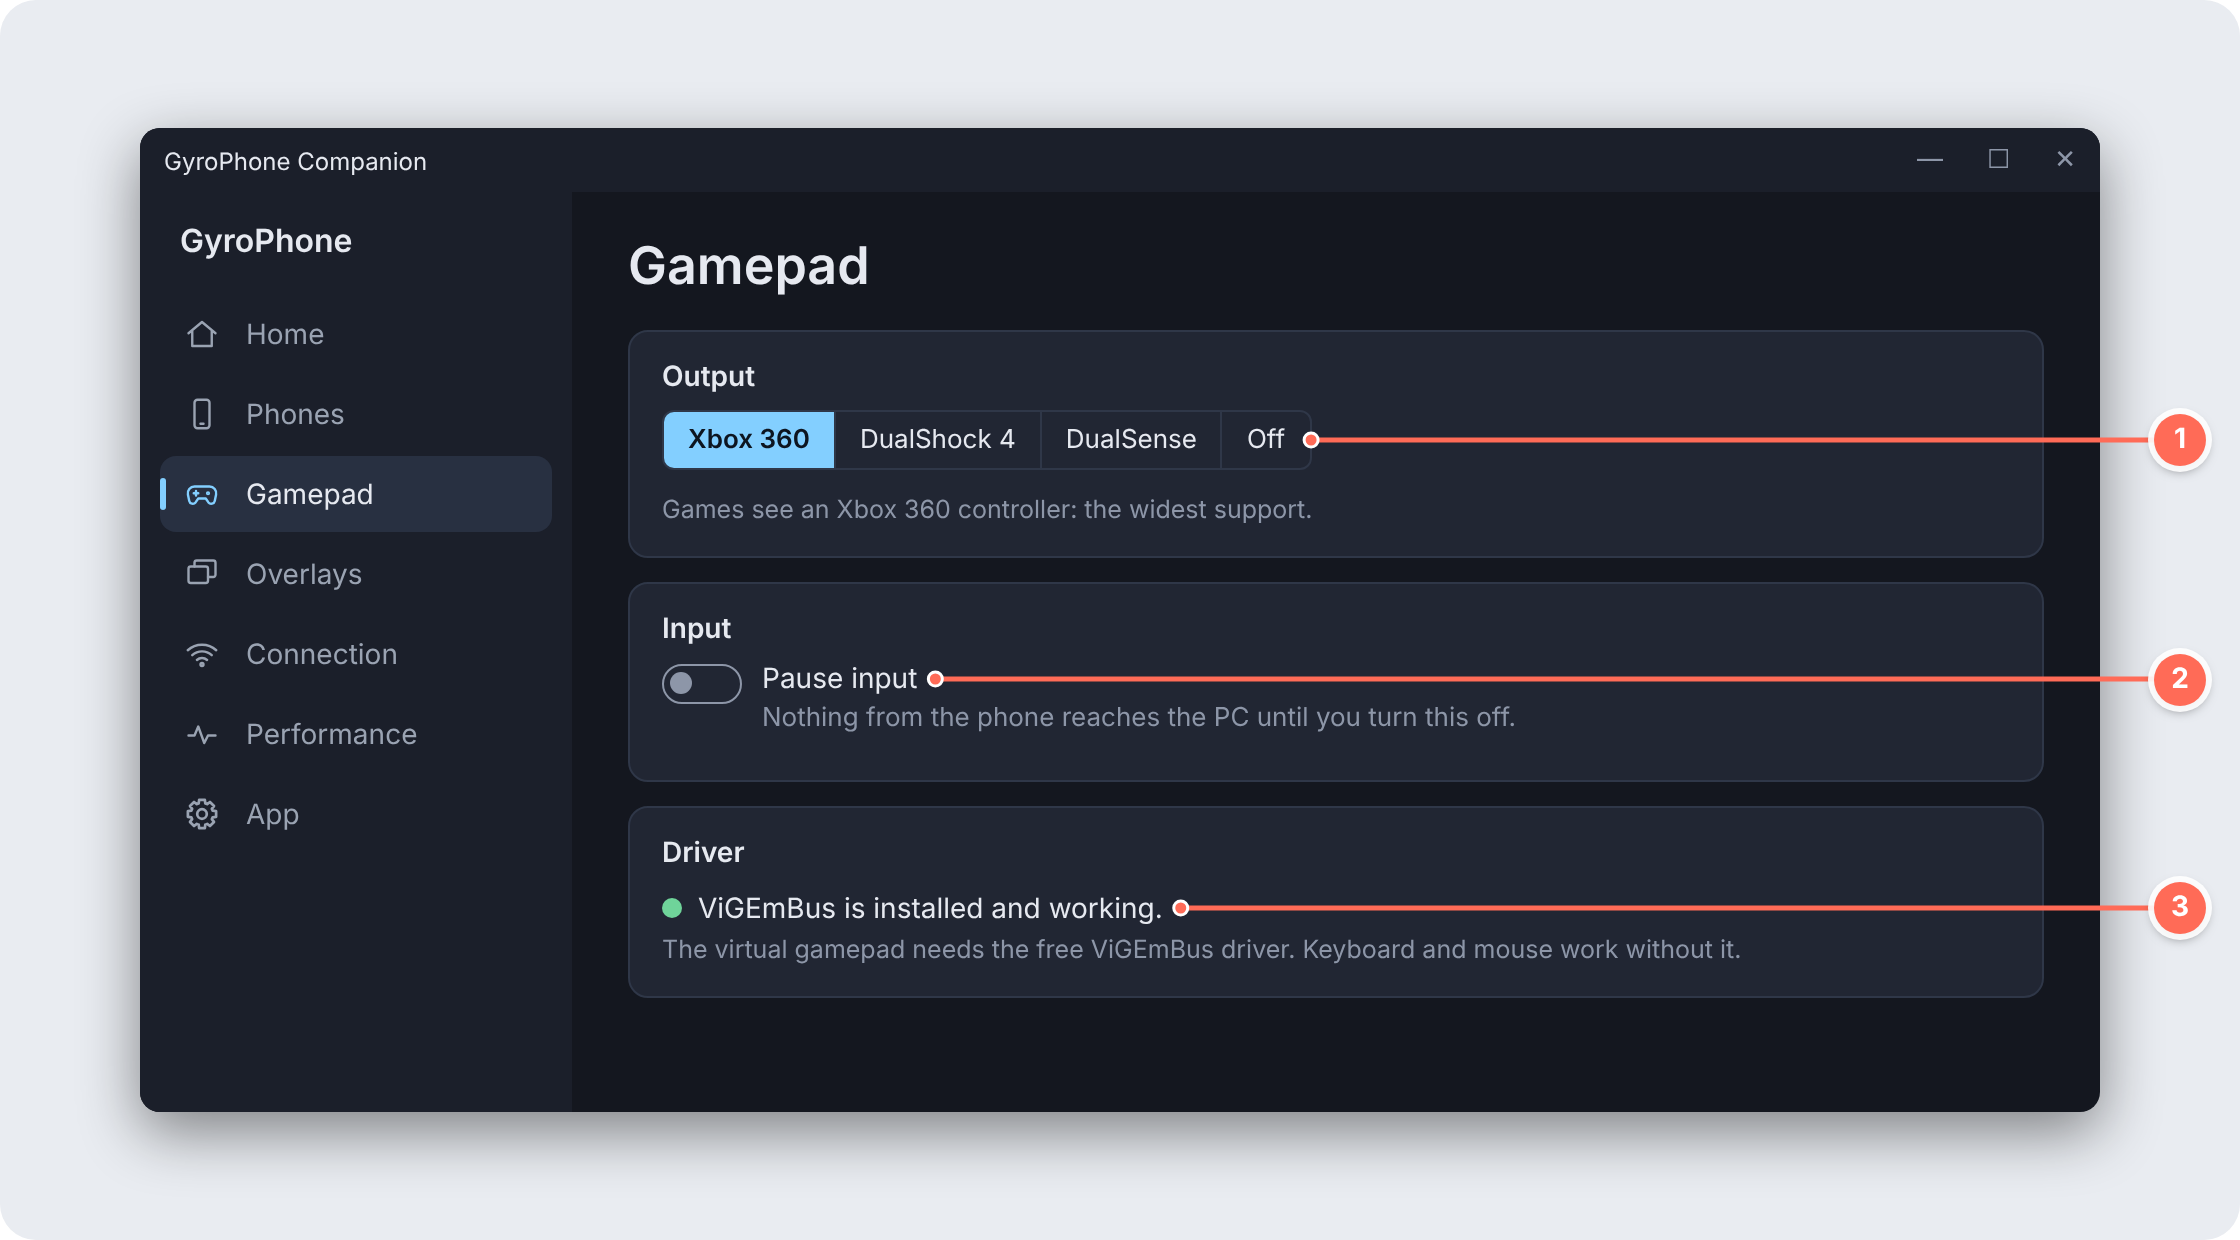 GyroPhone Companion
GyroPhone
Home
Phones
Gamepad
Overlays
Connection
Performance
App
Gamepad
Output
Xbox 360 DualShock 4 DualSense Off
1
Games see an Xbox 360 controller: the widest support.
Input
Pause input
2
Nothing from the phone reaches the PC until you turn this off.
Driver
ViGEmBus is installed and working.
3
The virtual gamepad needs the free ViGEmBus driver. Keyboard and mouse work without it.